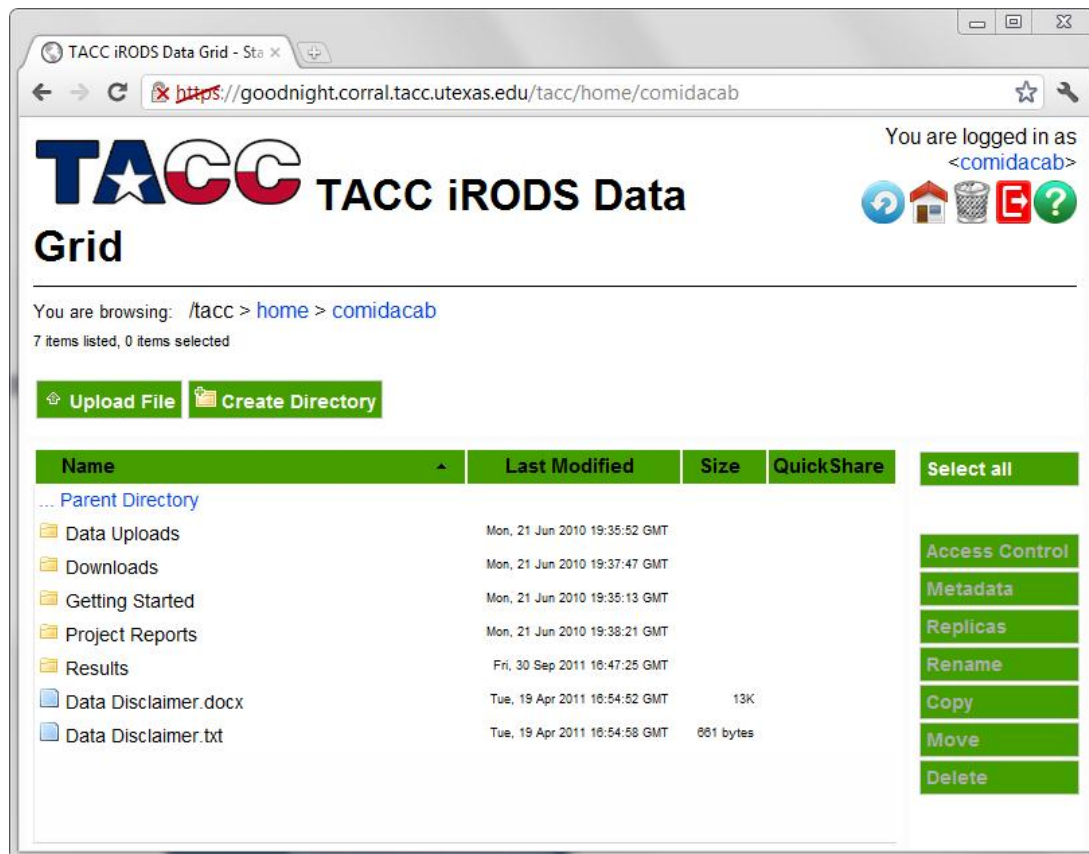 TACC iRODS Data Grid - Sta
https://goodnight.corral.tacc.utexas.edu/tacc/home/comidacab
You are logged in as
<comidacab>
TACC TACC iRODS Data
Grid
You are browsing: /tacc > home > comidacab
7 items listed, 0 items selected
Upload File Create Directory
Name Last Modified Size QuickShare Select all
... Parent Directory
Data Uploads Mon, 21 Jun 2010 19:35:52 GMT
Access Control
Downloads Mon, 21 Jun 2010 19:37:47 GMT
Metadata
Getting Started Mon, 21 Jun 2010 19:35:13 GMT
Replicas
Project Reports Mon, 21 Jun 2010 19:38:21 GMT
Rename
Results Fri, 30 Sep 2011 16:47:25 GMT
Copy
Data Disclaimer.docx Tue, 19 Apr 2011 16:54:52 GMT 13K
Move
Data Disclaimer.txt Tue, 19 Apr 2011 16:54:58 GMT 661 bytes
Delete